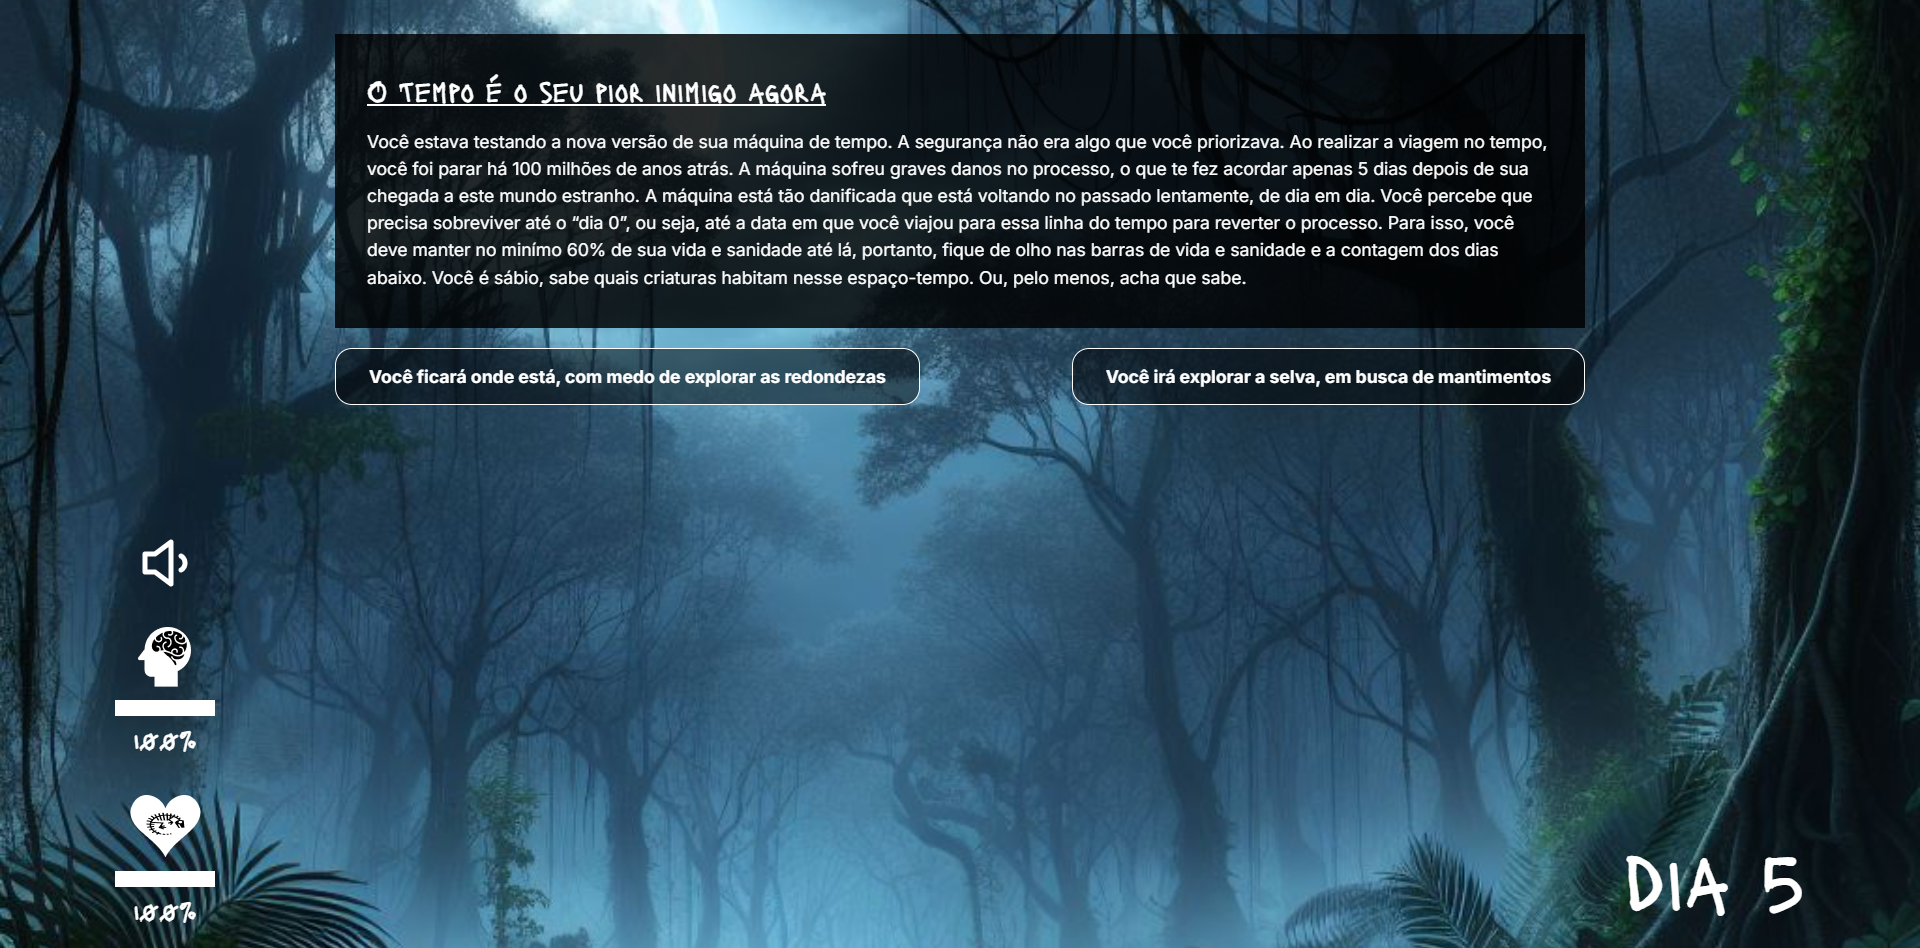 O TEMPO É O SEU PIOR INIMIGO AGORA
Você estava testando a nova versão de sua máquina de tempo. A segurança não era algo que você priorizava. Ao realizar a viagem no tempo,
você foi parar há 100 milhões de anos atrás. A máquina sofreu graves danos no processo, o que te fez acordar apenas 5 dias depois de sua
chegada a este mundo estranho. A máquina está tão danificada que está voltando no passado lentamente, de dia em dia. Você percebe que
precisa sobreviver até o “dia 0”, ou seja, até a data em que você viajou para essa linha do tempo para reverter o processo. Para isso, você
deve manter no minímo 60% de sua vida e sanidade até lá, portanto, fique de olho nas barras de vida e sanidade e a contagem dos dias
abaixo. Você é sábio, sabe quais criaturas habitam nesse espaço-tempo. Ou, pelo menos, acha que sabe.
Você ficará onde está, com medo de explorar as redondezas
Você irá explorar a selva, em busca de mantimentos
100%
100%
DIA 5